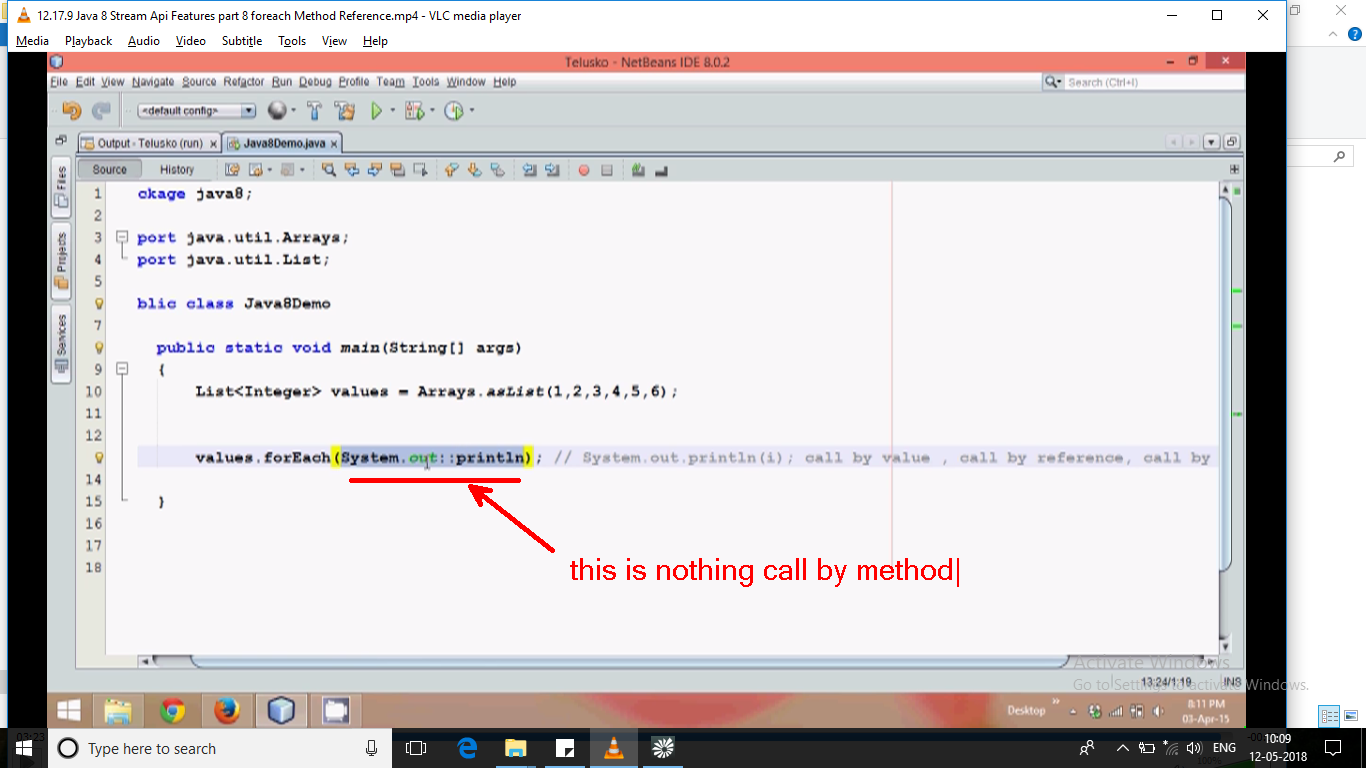 12.17.9 Java 8 Stream Api Features part 8 foreach Method Reference.mp4 - VLC media player
Media Playback Audio Video Subtitle Tools View Help
Telusko - NetBeans IDE 8.0.2
File Edit View Navigate Source Refactor Run Debug Profile Team Tools Window Help
Search (Ctrl+I)
<default config>
Output - Telusko (run) Java8Demo.java
Source History
Files
Projects
Services
1 ckage java8;
2
3 port java.util.Arrays;
4 port java.util.List;
5
blic class Java8Demo
7
public static void main(String[] args)
9 {
10 List<Integer> values = Arrays.asList(1,2,3,4,5,6);
11
12
values.forEach(System.out::println); // System.out.println(i); call by value , call by reference, call by
14
15 }
16
17
18
this is nothing call by method
Activate Windows
Go to Settings to activate Windows.
13:24/1:19 INS
Desktop
8:11 PM
03-Apr-15
03:23
Type here to search
ENG
10:09
12-05-2018